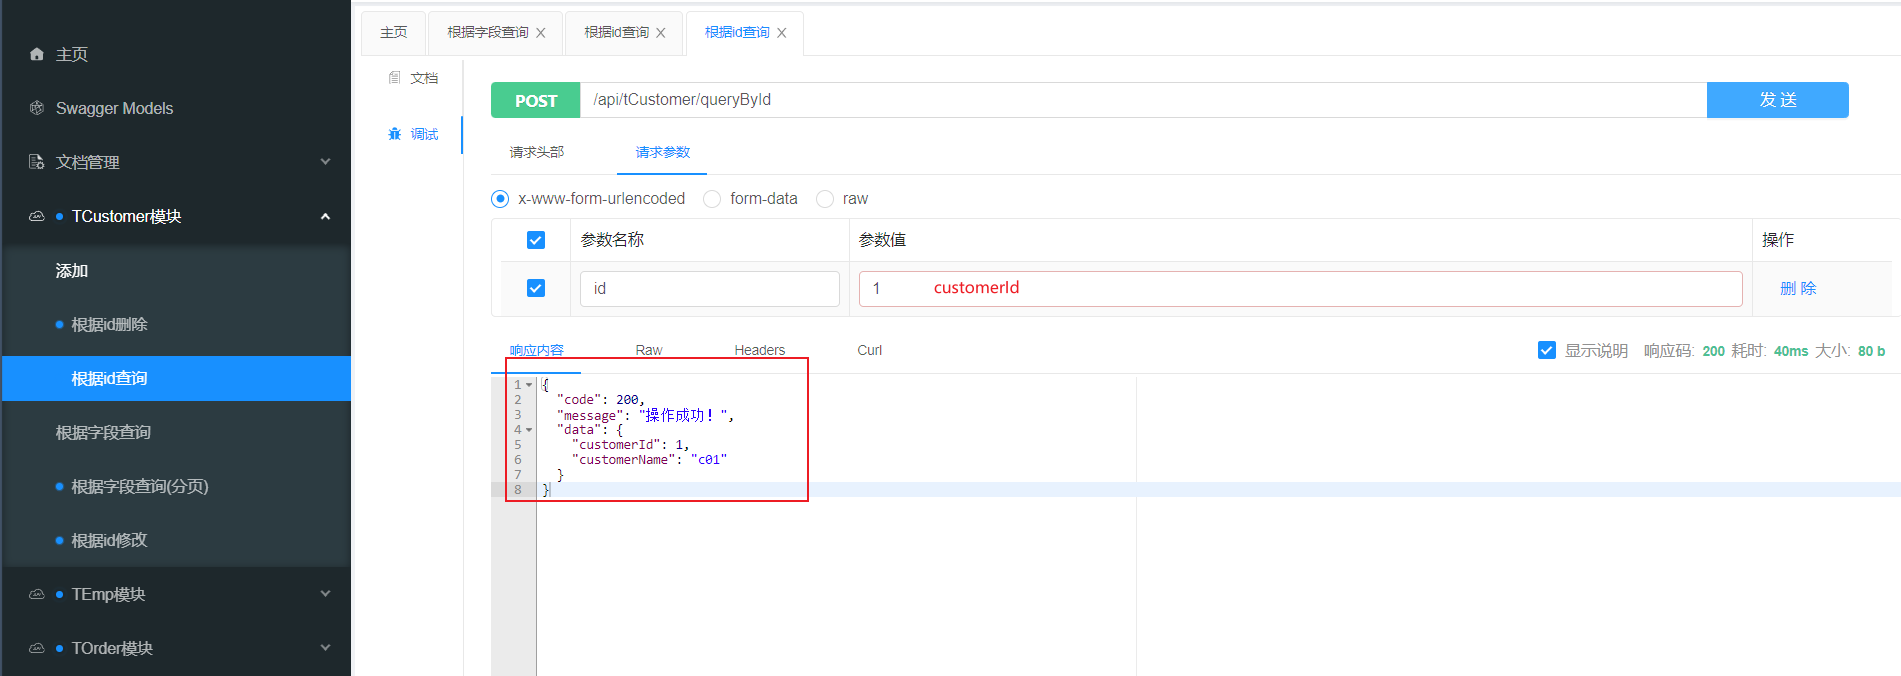 主页
Swagger Models
文档管理
TCustomer模块
添加
根据id删除
根据id查询
根据字段查询
根据字段查询(分页)
根据id修改
TEmp模块
TOrder模块
主页 根据字段查询 根据id查询 根据id查询
文档
调试
POST /api/tCustomer/queryById 发 送
请求头部 请求参数
x-www-form-urlencoded form-data raw
参数名称 参数值 操作
id 1 customerId 删 除
响应内容 Raw Headers Curl 显示说明 响应码: 200 耗时: 40ms 大小: 80 b
1 {
2 "code": 200,
3 "message": "操作成功！",
4 "data": {
5 "customerId": 1,
6 "customerName": "c01"
7 }
8 }